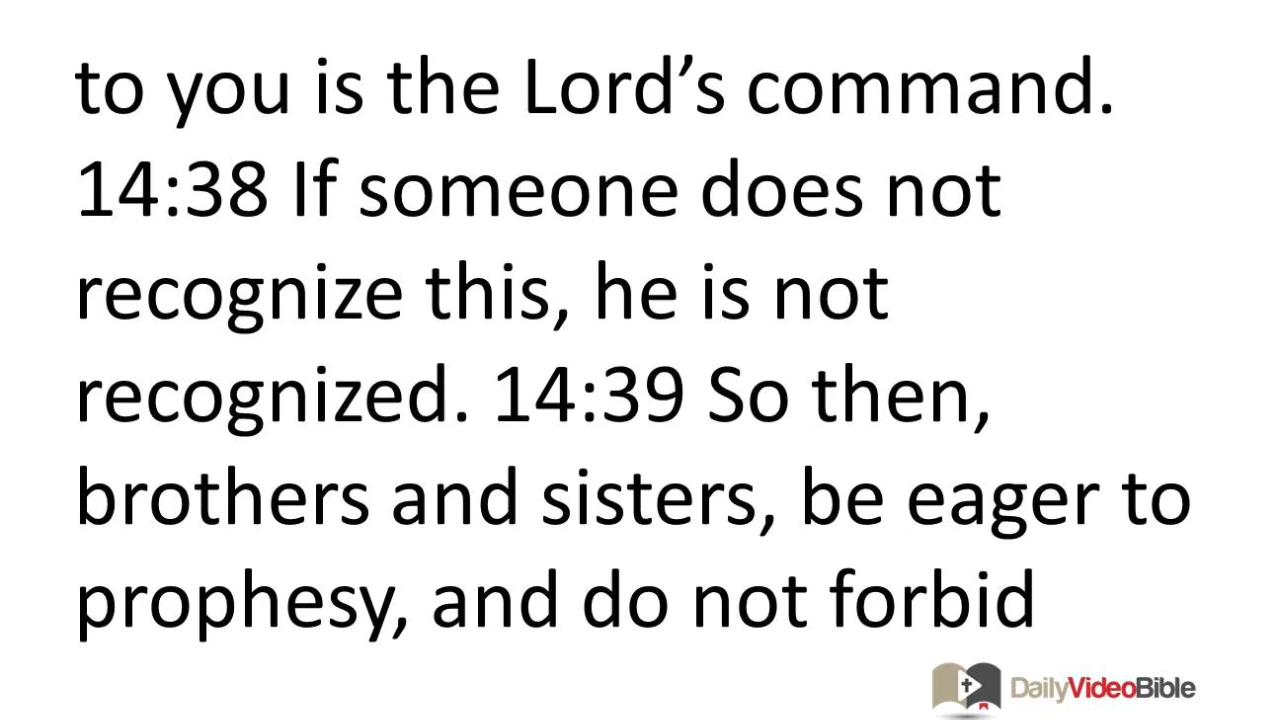 to you is the Lord’s command.
14:38 If someone does not
recognize this, he is not
recognized. 14:39 So then,
brothers and sisters, be eager to
prophesy, and do not forbid
DailyVideoBible